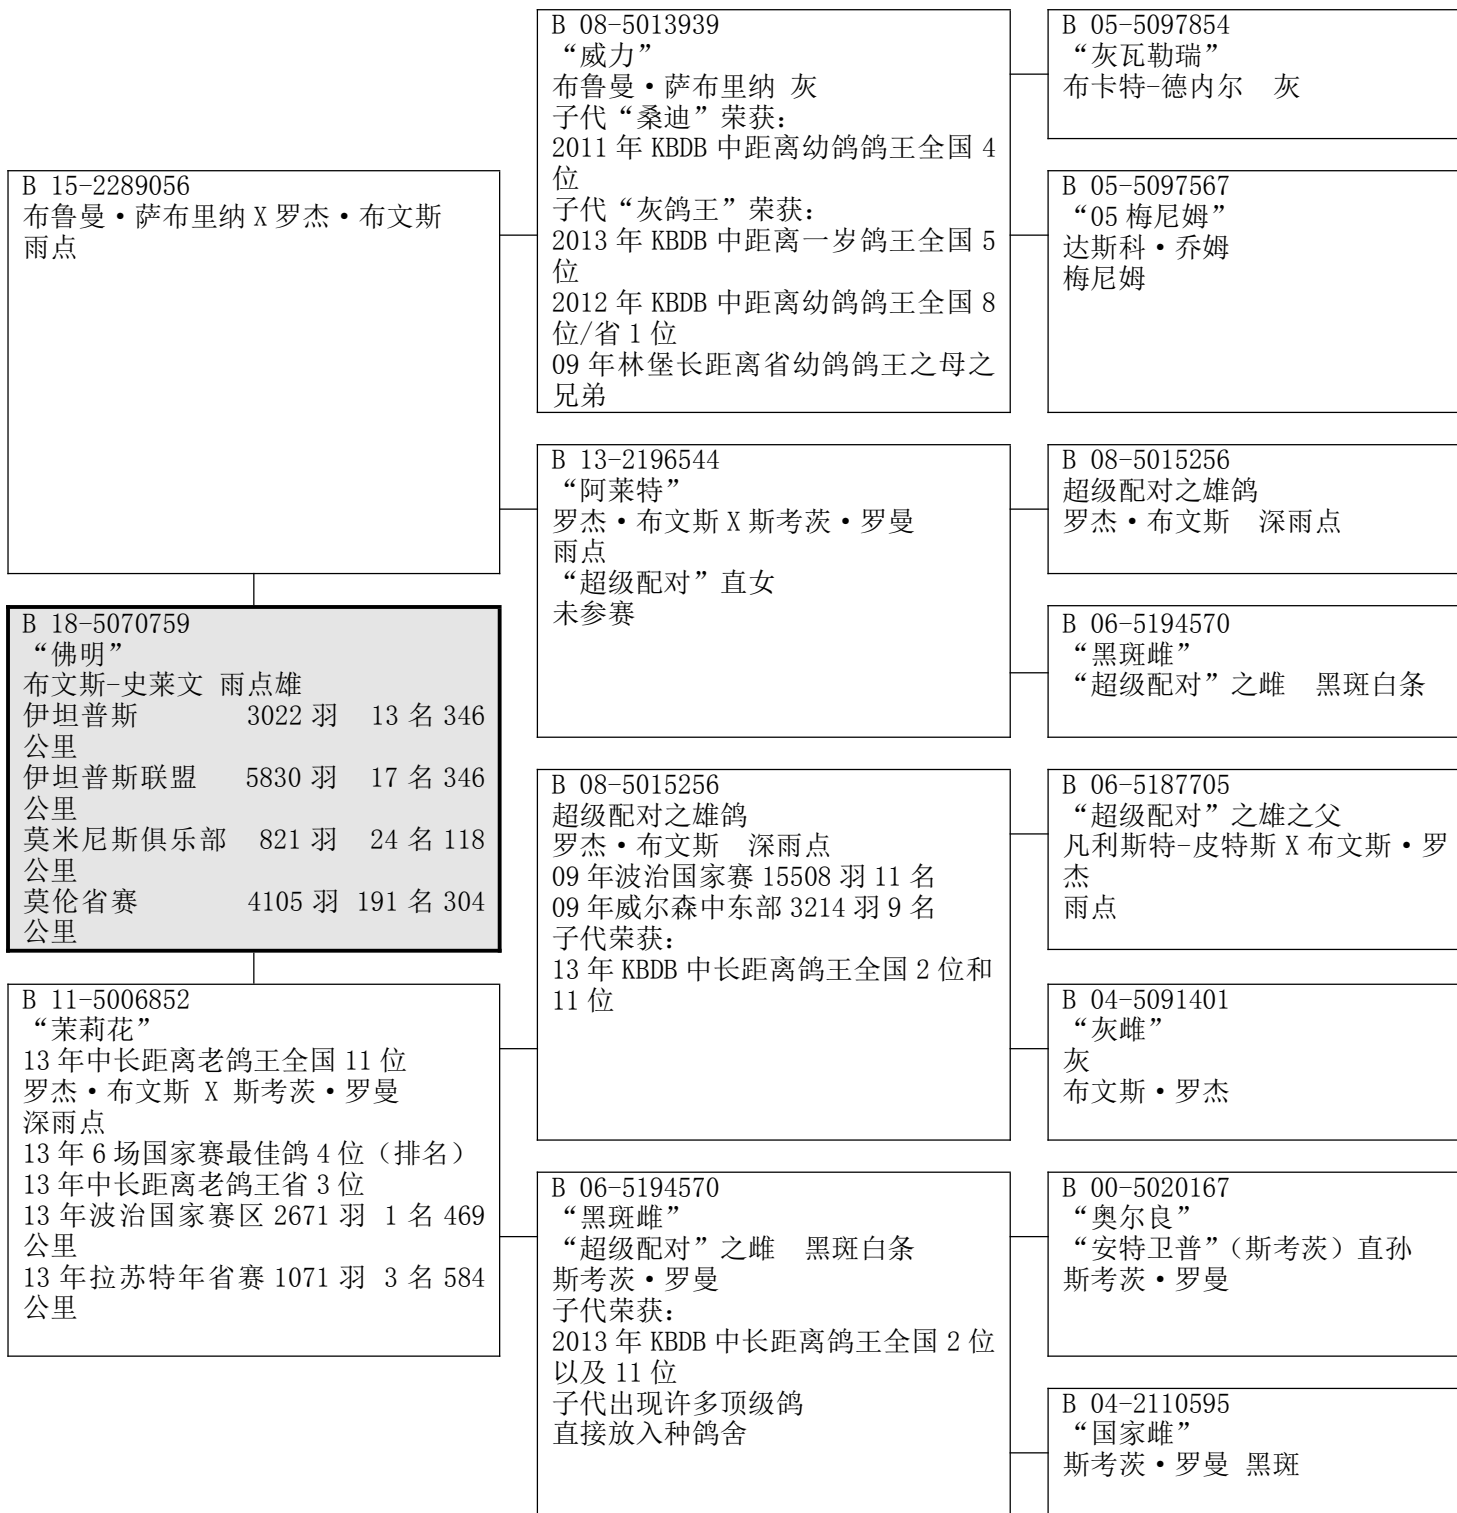 B 15-2289056
布鲁曼·萨布里纳 X 罗杰·布文斯
雨点
B 18-5070759
“佛明”
布文斯-史莱文 雨点雄
伊坦普斯 3022 羽 13 名 346
公里
伊坦普斯联盟 5830 羽 17 名 346
公里
莫米尼斯俱乐部 821 羽 24 名 118
公里
莫伦省赛 4105 羽 191 名 304
公里
B 11-5006852
“茉莉花”
13 年中长距离老鸽王全国 11 位
罗杰·布文斯 X 斯考茨·罗曼
深雨点
13 年 6 场国家赛最佳鸽 4 位（排名）
13 年中长距离老鸽王省 3 位
13 年波治国家赛区 2671 羽 1 名 469
公里
13 年拉苏特年省赛 1071 羽 3 名 584
公里
B 08-5013939
“威力”
布鲁曼·萨布里纳 灰
子代“桑迪”荣获：
2011 年 KBDB 中距离幼鸽鸽王全国 4
位
子代“灰鸽王”荣获：
2013 年 KBDB 中距离一岁鸽王全国 5
位
2012 年 KBDB 中距离幼鸽鸽王全国 8
位/省 1 位
09 年林堡长距离省幼鸽鸽王之母之
兄弟
B 13-2196544
“阿莱特”
罗杰·布文斯 X 斯考茨·罗曼
雨点
“超级配对”直女
未参赛
B 08-5015256
超级配对之雄鸽
罗杰·布文斯 深雨点
09 年波治国家赛 15508 羽 11 名
09 年威尔森中东部 3214 羽 9 名
子代荣获：
13 年 KBDB 中长距离鸽王全国 2 位和
11 位
B 06-5194570
“黑斑雌”
“超级配对”之雌 黑斑白条
斯考茨·罗曼
子代荣获：
2013 年 KBDB 中长距离鸽王全国 2 位
以及 11 位
子代出现许多顶级鸽
直接放入种鸽舍
B 05-5097854
“灰瓦勒瑞”
布卡特-德内尔 灰
B 05-5097567
“05 梅尼姆”
达斯科·乔姆
梅尼姆
B 08-5015256
超级配对之雄鸽
罗杰·布文斯 深雨点
B 06-5194570
“黑斑雌”
“超级配对”之雌 黑斑白条
B 06-5187705
“超级配对”之雄之父
凡利斯特-皮特斯 X 布文斯·罗
杰
雨点
B 04-5091401
“灰雌”
灰
布文斯·罗杰
B 00-5020167
“奥尔良”
“安特卫普”（斯考茨）直孙
斯考茨·罗曼
B 04-2110595
“国家雌”
斯考茨·罗曼 黑斑